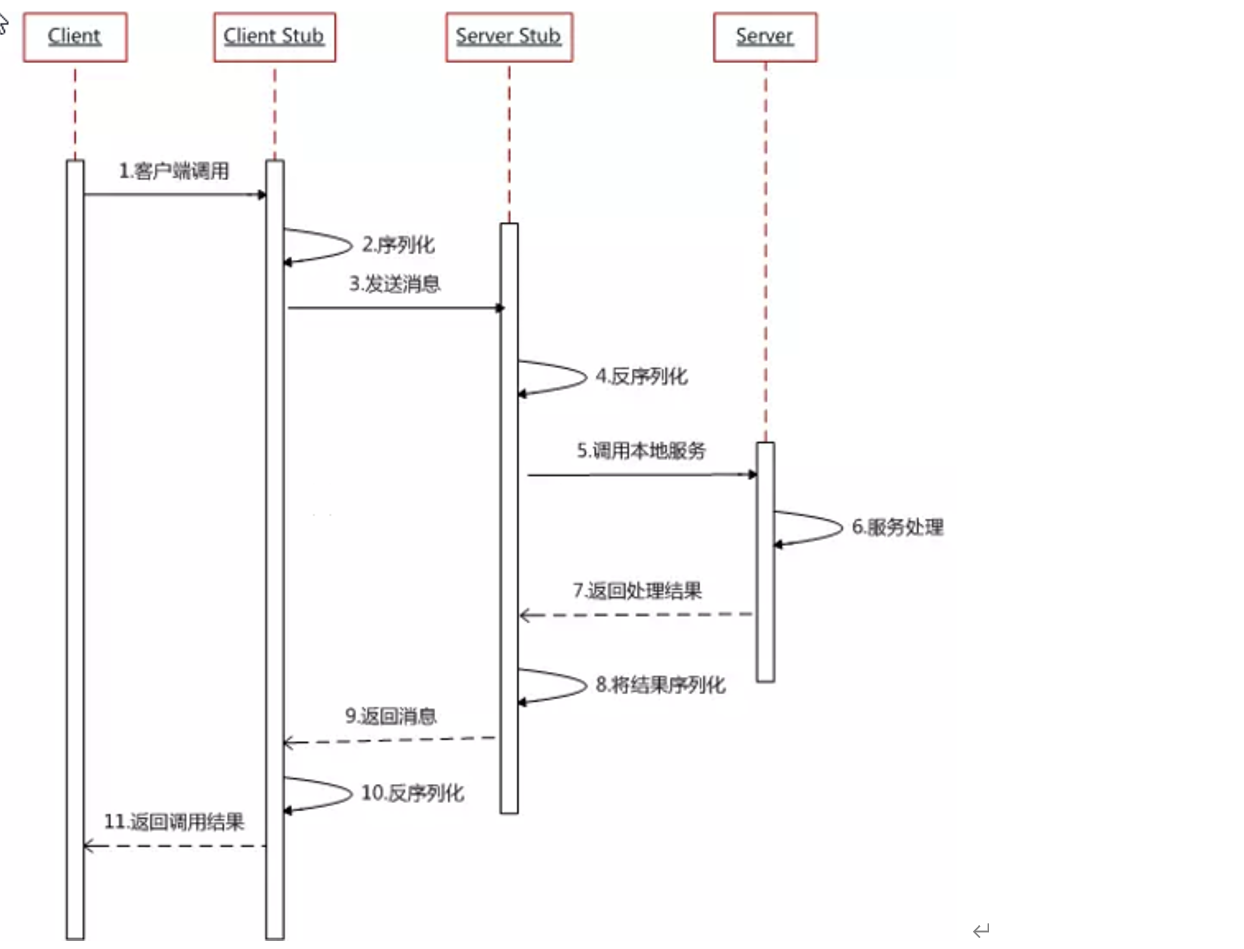 Client
Client Stub
Server Stub
Server
1.客户端调用
2.序列化
3.发送消息
4.反序列化
5.调用本地服务
6.服务处理
7.返回处理结果
8.将结果序列化
9.返回消息
10.反序列化
11.返回调用结果